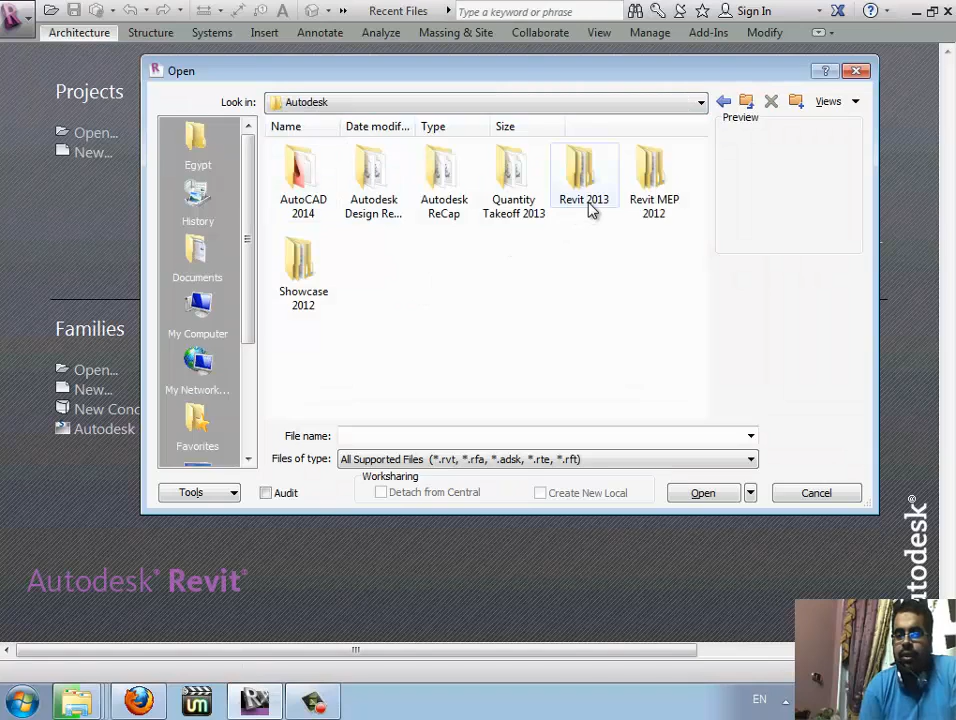 Recent Files
Type a keyword or phrase
Sign In
Architecture Structure Systems Insert Annotate Analyze Massing & Site Collaborate View Manage Add-Ins Modify
Projects
Open...
New...
Families
Open...
New...
New Conc
Autodesk
Open
Look in: Autodesk
Views
Preview
Name Date modif... Type Size
Egypt
History
Documents
My Computer
My Network...
Favorites
AutoCAD
2014
Autodesk
Design Re...
Autodesk
ReCap
Quantity
Takeoff 2013
Revit 2013
Revit MEP
2012
Showcase
2012
File name:
Files of type: All Supported Files (*.rvt, *.rfa, *.adsk, *.rte, *.rft)
Worksharing
Tools
Audit
Detach from Central
Create New Local
Open
Cancel
Autodesk® Revit®
Autodesk®
um
EN